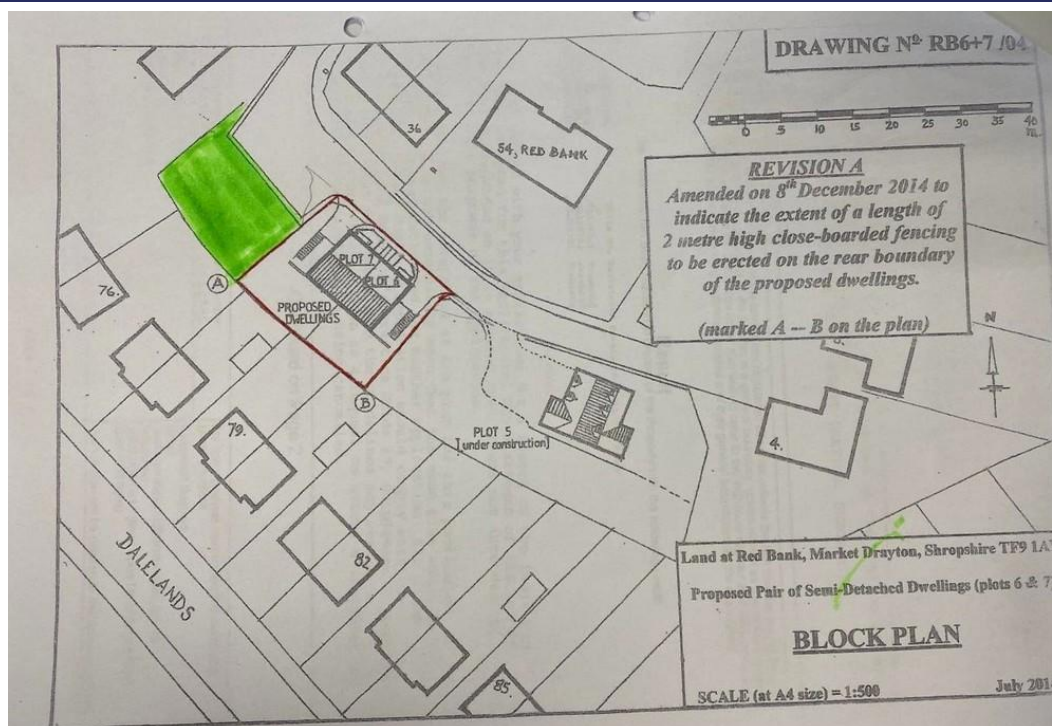 DRAWING Nº RB6+7 /04
0 5 10 15 20 25 30 35 40
m
REVISION A
Amended on 8th December 2014 to
indicate the extent of a length of
2 metre high close-boarded fencing
to be erected on the rear boundary
of the proposed dwellings.
(marked A -- B on the plan)
36
54, RED BANK
PLOT 7
PLOT 6
PROPOSED
DWELLINGS
A
B
N
76.
79.
82
85.
4.
PLOT 5
[under construction]
DALELANDS
Land at Red Bank, Market Drayton, Shropshire TF9 1A
Proposed Pair of Semi-Detached Dwellings (plots 6 & 7
BLOCK PLAN
SCALE (at A4 size) = 1:500
July 201